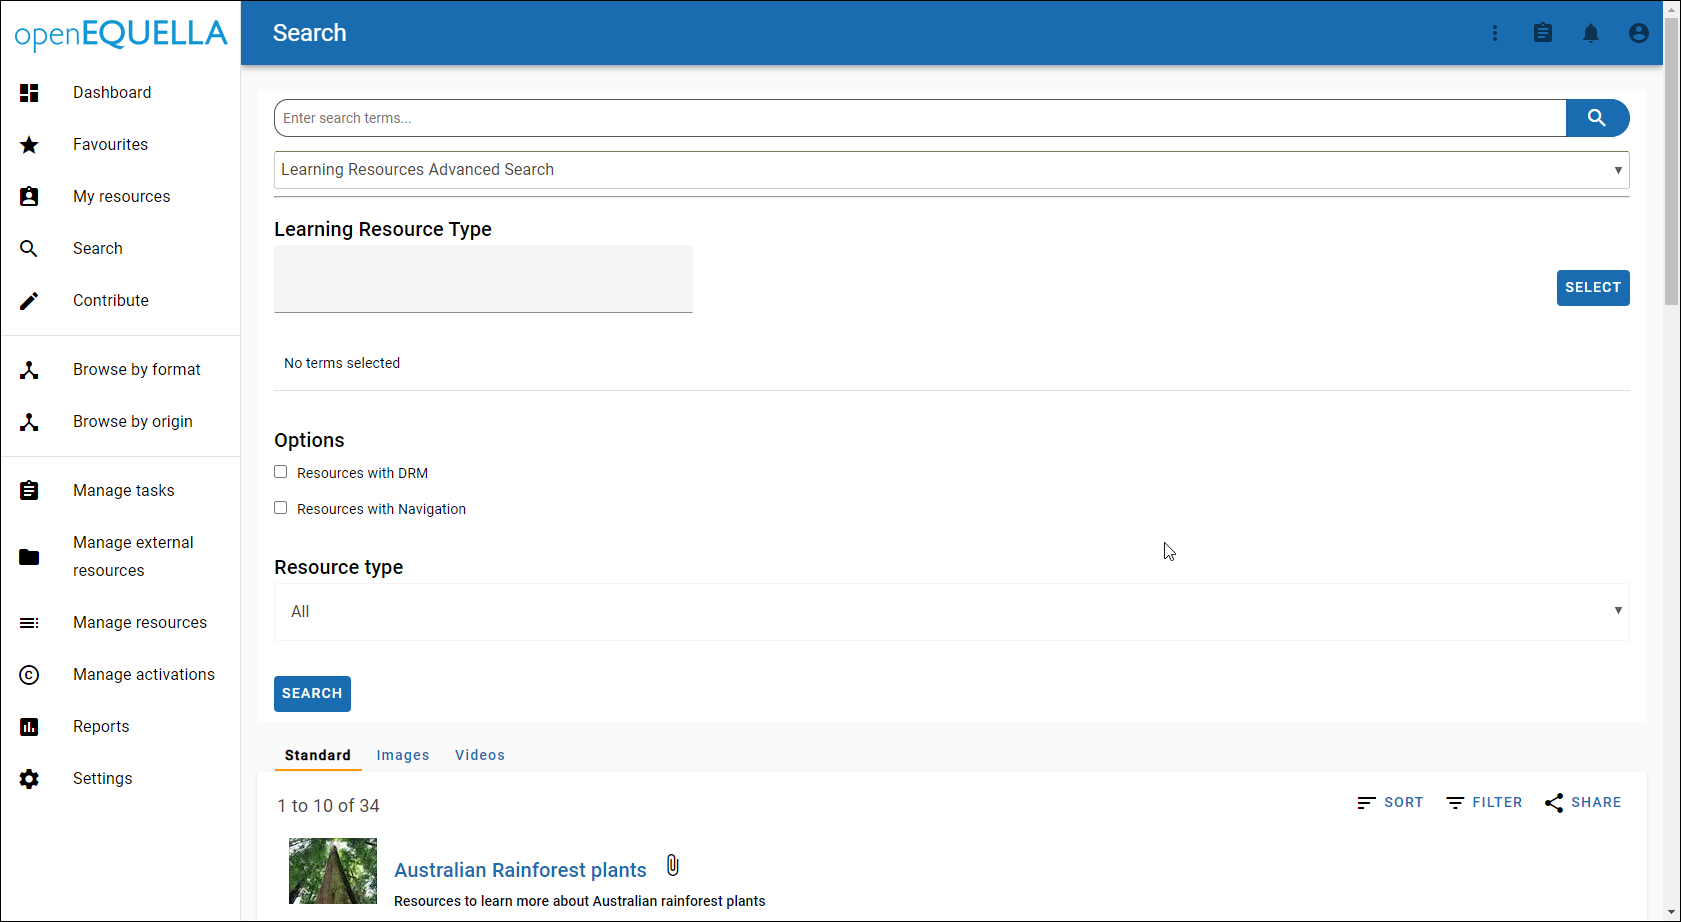 openEQUELLA
Search
Dashboard
Favourites
My resources
Search
Contribute
Browse by format
Browse by origin
Manage tasks
Manage external
resources
Manage resources
Manage activations
Reports
Settings
Enter search terms...
Learning Resources Advanced Search
Learning Resource Type
SELECT
No terms selected
Options
Resources with DRM
Resources with Navigation
Resource type
All
SEARCH
Standard Images Videos
1 to 10 of 34
SORT FILTER SHARE
Australian Rainforest plants
Resources to learn more about Australian rainforest plants